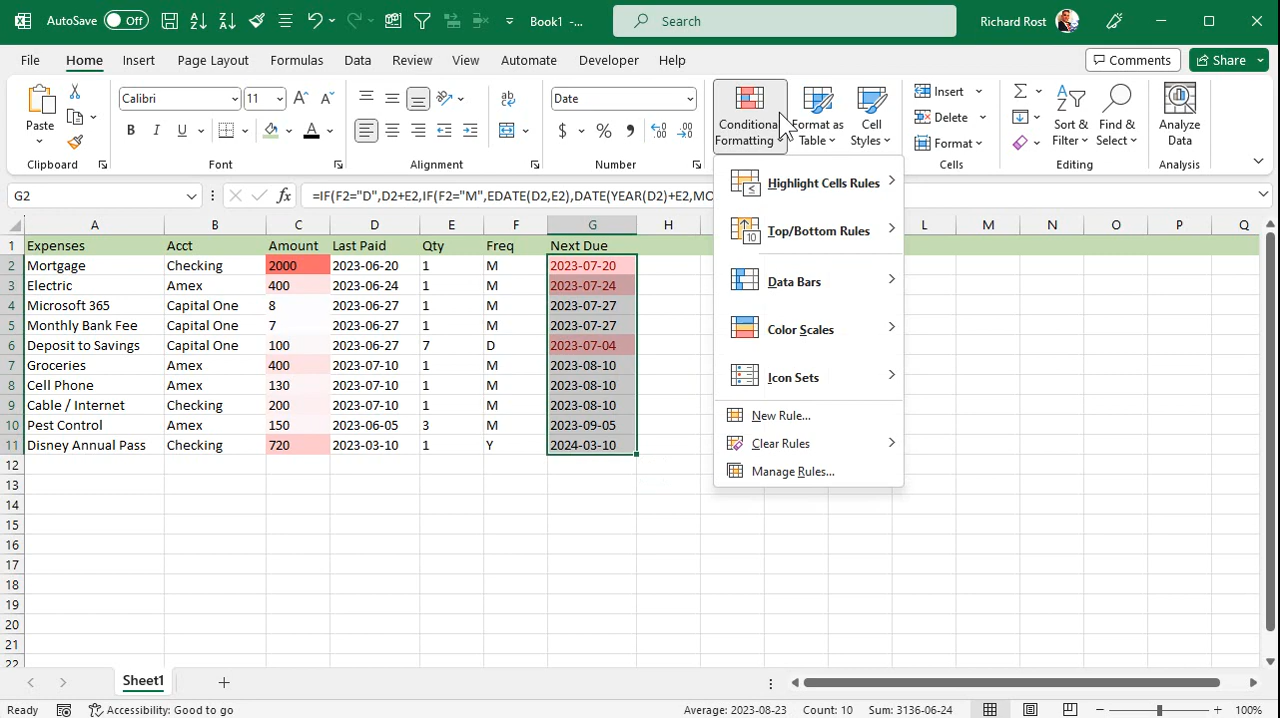 AutoSave Off Book1 -... Search Richard Rost
File Home Insert Page Layout Formulas Data Review View Automate Developer Help Comments Share
Paste Calibri 11 Date Conditional Formatting Format as Table Cell Styles Insert Delete Format Sort & Filter Find & Select Analyze Data
Clipboard Font Alignment Number Cells Editing Analysis
G2 =IF(F2="D",D2+E2,IF(F2="M",EDATE(D2,E2),DATE(YEAR(D2)+E2,MO
A B C D E F G H L M N O P Q
1 Expenses Acct Amount Last Paid Qty Freq Next Due
2 Mortgage Checking 2000 2023-06-20 1 M 2023-07-20
3 Electric Amex 400 2023-06-24 1 M 2023-07-24
4 Microsoft 365 Capital One 8 2023-06-27 1 M 2023-07-27
5 Monthly Bank Fee Capital One 7 2023-06-27 1 M 2023-07-27
6 Deposit to Savings Capital One 100 2023-06-27 7 D 2023-07-04
7 Groceries Amex 400 2023-07-10 1 M 2023-08-10
8 Cell Phone Amex 130 2023-07-10 1 M 2023-08-10
9 Cable / Internet Checking 200 2023-07-10 1 M 2023-08-10
10 Pest Control Amex 150 2023-06-05 3 M 2023-09-05
11 Disney Annual Pass Checking 720 2023-03-10 1 Y 2024-03-10
12
13
14
15
16
17
18
19
20
21
22
Highlight Cells Rules
Top/Bottom Rules
Data Bars
Color Scales
Icon Sets
New Rule...
Clear Rules
Manage Rules...
Sheet1
Ready Accessibility: Good to go Average: 2023-08-23 Count: 10 Sum: 3136-06-24 100%